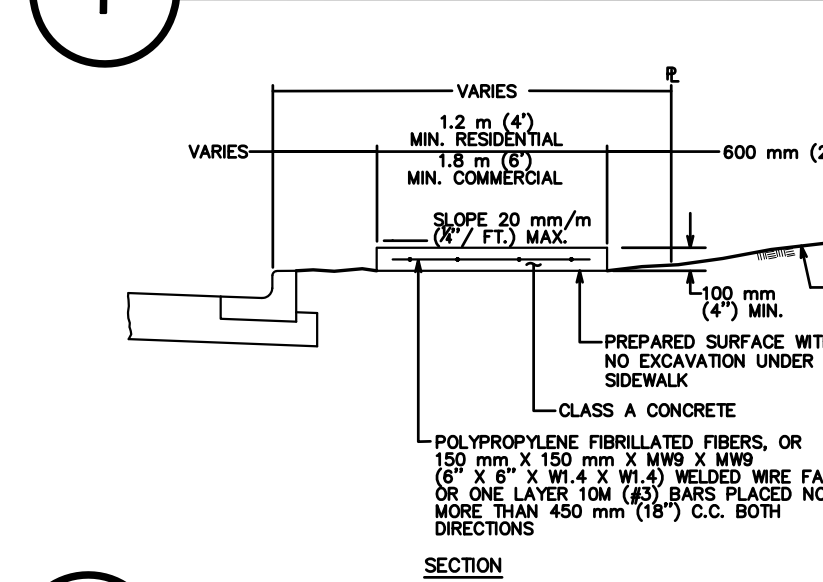 1
PL
VARIES
1.2 m (4')
MIN. RESIDENTIAL
VARIES
600 mm (2
1.8 m (6')
MIN. COMMERCIAL
SLOPE 20 mm/m
(¼"/ FT.) MAX.
100 mm
(4") MIN.
PREPARED SURFACE
NO EXCAVATION UNDER
SIDEWALK
CLASS A CONCRETE
POLYPROPYLENE FIBRILLATED FIBERS, OR
150 mm X 150 mm X MW9 X MW9
(6" X 6" X W1.4 X W1.4) WELDED WIRE
OR ONE LAYER 10M (#3) BARS PLACED
MORE THAN 450 mm (18") C.C. BOTH
DIRECTIONS
SECTION